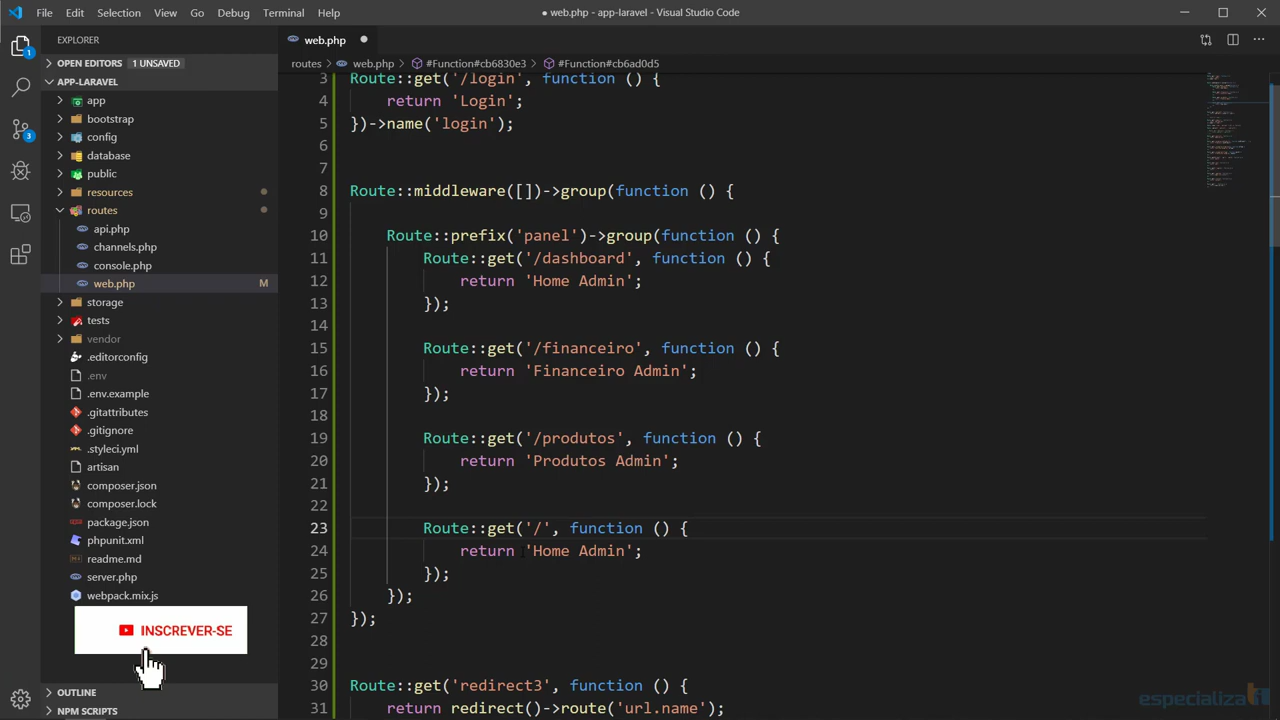 File Edit Selection View Go Debug Terminal Help
● web.php - app-laravel - Visual Studio Code
EXPLORER
web.php
OPEN EDITORS 1 UNSAVED
routes > web.php > #Function#cb6830e3 > #Function#cb6ad0d5
APP-LARAVEL
app
bootstrap
config
database
public
resources
routes
api.php
channels.php
console.php
web.php M
storage
tests
vendor
.editorconfig
.env
.env.example
.gitattributes
.gitignore
.styleci.yml
artisan
composer.json
composer.lock
package.json
phpunit.xml
readme.md
server.php
webpack.mix.js
INSCREVER-SE
OUTLINE
NPM SCRIPTS
1
3
3 Route::get('/login', function () {
4 return 'Login';
5 })->name('login');
6
7
8 Route::middleware([])->group(function () {
9
10 Route::prefix('panel')->group(function () {
11 Route::get('/dashboard', function () {
12 return 'Home Admin';
13 });
14
15 Route::get('/financeiro', function () {
16 return 'Financeiro Admin';
17 });
18
19 Route::get('/produtos', function () {
20 return 'Produtos Admin';
21 });
22
23 Route::get('/', function () {
24 return 'Home Admin';
25 });
26 });
27 });
28
29
30 Route::get('redirect3', function () {
31 return redirect()->route('url.name');
especializati